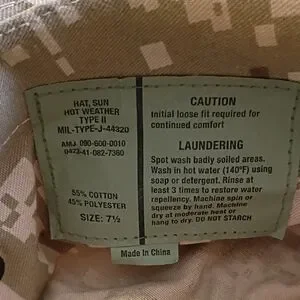 HAT, SUN
HOT WEATHER
TYPE II
MIL-TYPE-J-44320
AMJ 090-600-0010
0423-41-082-7360
55% COTTON
45% POLYESTER
SIZE: 7½
CAUTION
Initial loose fit required for
continued comfort
LAUNDERING
Spot wash badly soiled areas.
Wash in hot water (140°F) using
soap or detergent. Rinse at
least 3 times to restore water
repellency. Machine spin or
squeeze by hand. Machine
dry at moderate heat or
hang to dry. DO NOT STARCH
Made In China